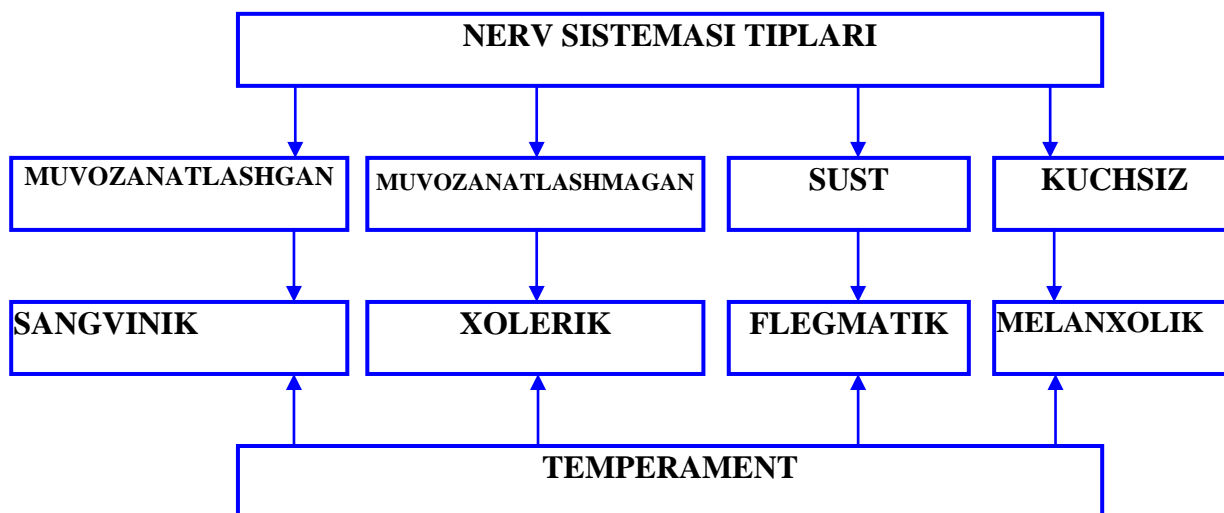 NERV SISTEMASI TIPLARI
MUVOZANATLASHGAN
MUVOZANATLASHMAGAN
SUST
KUCHSIZ
SANGVINIK
XOLERIK
FLEGMATIK
MELANXOLIK
TEMPERAMENT